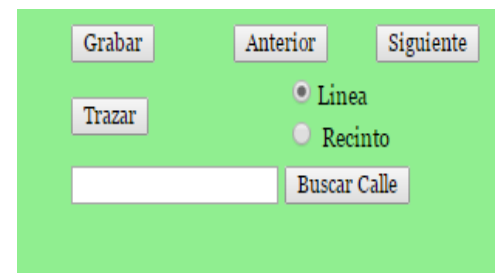 Grabar Anterior Siguiente
Linea
Trazar
Recinto
Buscar Calle